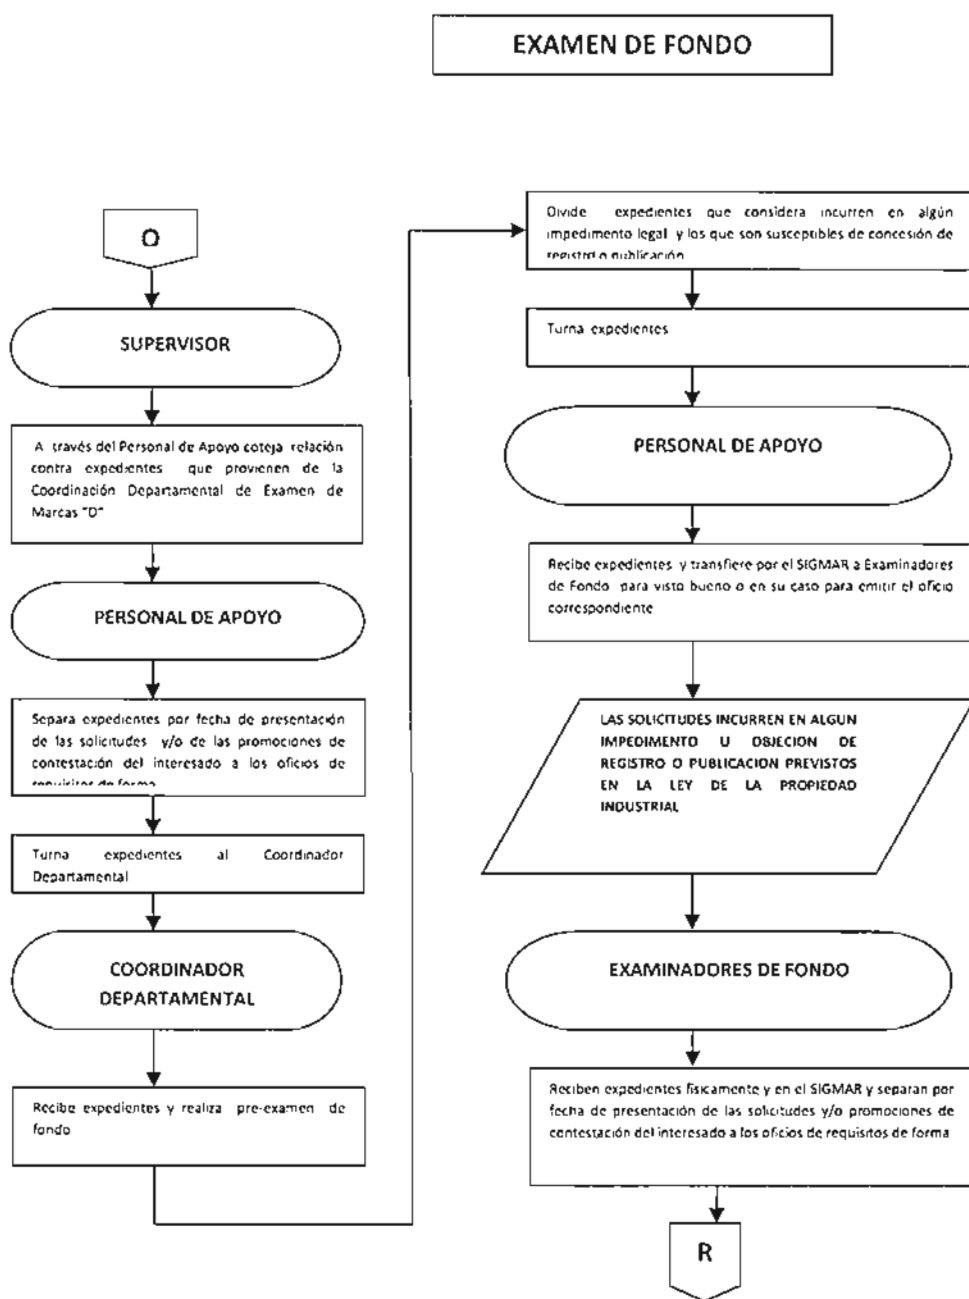 EXAMEN DE FONDO
O
SUPERVISOR
A través del Personal de Apoyo coteja relación
contra expedientes que provienen de la
Coordinación Departamental de Examen de
Marcas "D"
PERSONAL DE APOYO
Separa expedientes por fecha de presentación
de las solicitudes y/o de las promociones de
contestación del interesado a los oficios de
requisitos de forma
Turna expedientes al Coordinador
Departamental
COORDINADOR
DEPARTAMENTAL
Recibe expedientes y realiza pre-examen de
fondo
Divide expedientes que considera incurren en algún
impedimento legal y los que son susceptibles de concesión de
registro o publicación
Turna expedientes
PERSONAL DE APOYO
Recibe expedientes y transfiere por el SIGMAR a Examinadores
de Fondo para visto bueno o en su caso para emitir el oficio
correspondiente
LAS SOLICITUDES INCURREN EN ALGUN
IMPEDIMENTO U OBJECION DE
REGISTRO O PUBLICACION PREVISTOS
EN LA LEY DE LA PROPIEDAD
INDUSTRIAL
EXAMINADORES DE FONDO
Reciben expedientes físicamente y en el SIGMAR y separan por
fecha de presentación de las solicitudes y/o promociones de
contestación del interesado a los oficios de requisitos de forma
R